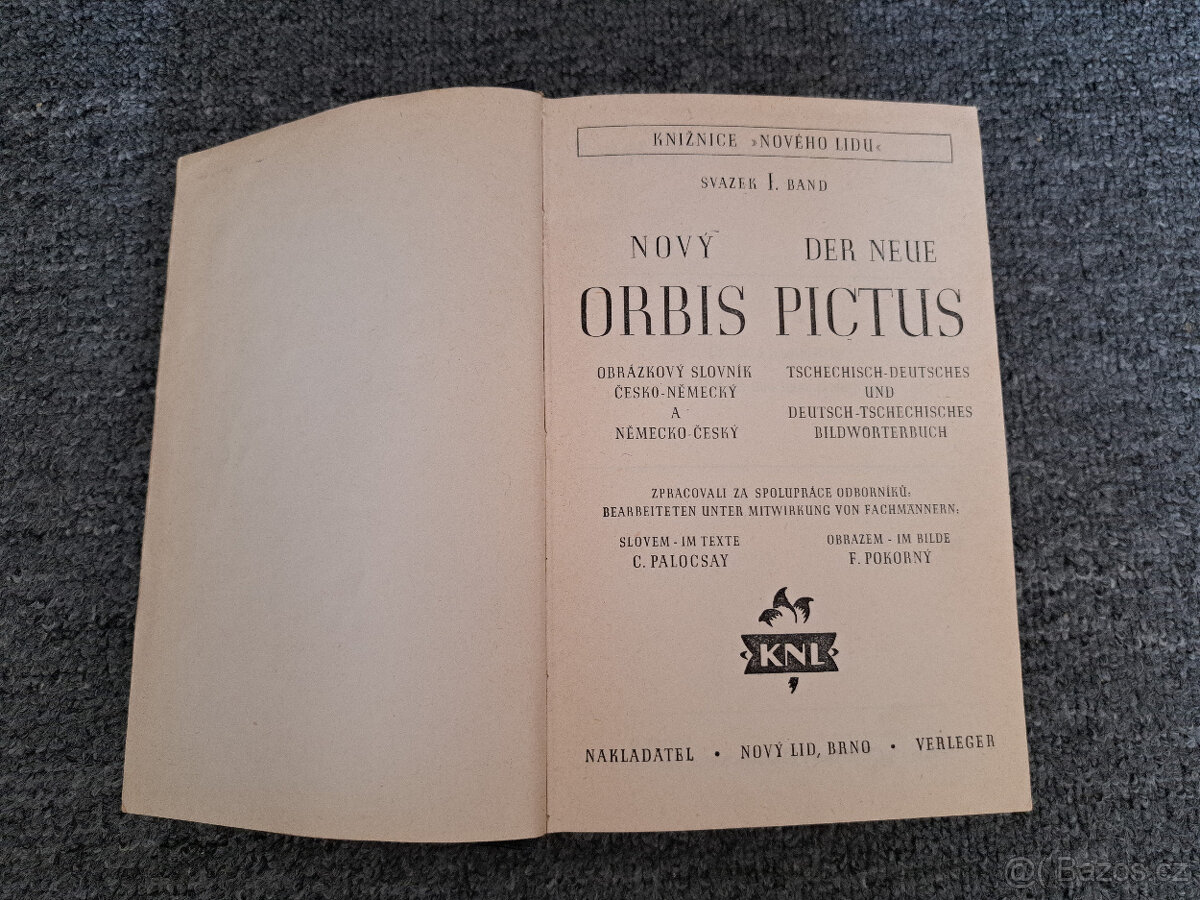 KNIŽNICE »NOVÉHO LIDU«
SVAZEK I. BAND
NOVÝ DER NEUE
ORBIS PICTUS
OBRÁZKOVÝ SLOVNÍK
ČESKO-NĚMECKÝ
A
NĚMECKO-ČESKÝ
TSCHECHISCH-DEUTSCHES
UND
DEUTSCH-TSCHECHISCHES
BILDWÖRTERBUCH
ZPRACOVALI ZA SPOLUPRÁCE ODBORNÍKŮ:
BEARBEITETEN UNTER MITWIRKUNG VON FACHMÄNNERN:
SLOVEM - IM TEXTE
C. PALOCSAY
OBRAZEM - IM BILDE
F. POKORNÝ
KNL
NAKLADATEL • NOVÝ LID, BRNO • VERLEGER
@( Bazos.cz